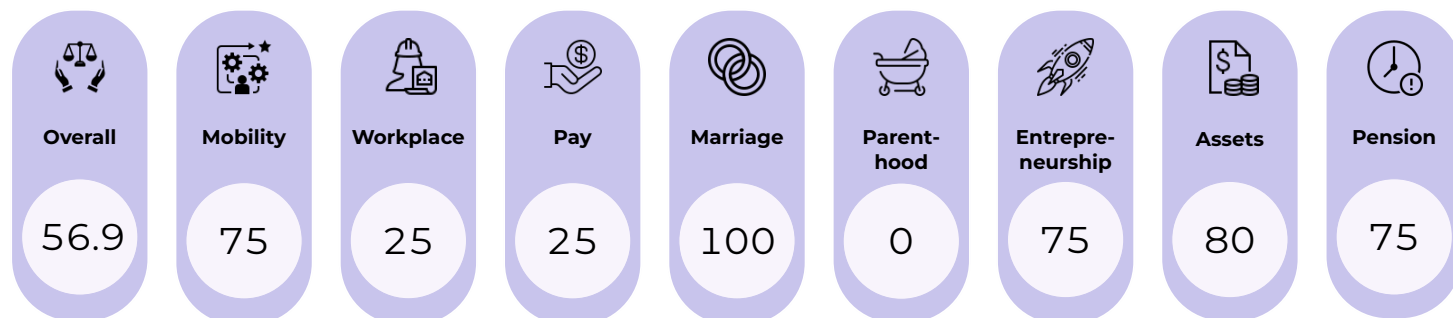 Overall
56.9
Mobility
75
Workplace
25
Pay
$
25
Marriage
100
Parent-
hood
0
Entrepre-
neurship
75
$
Assets
80
!
Pension
75